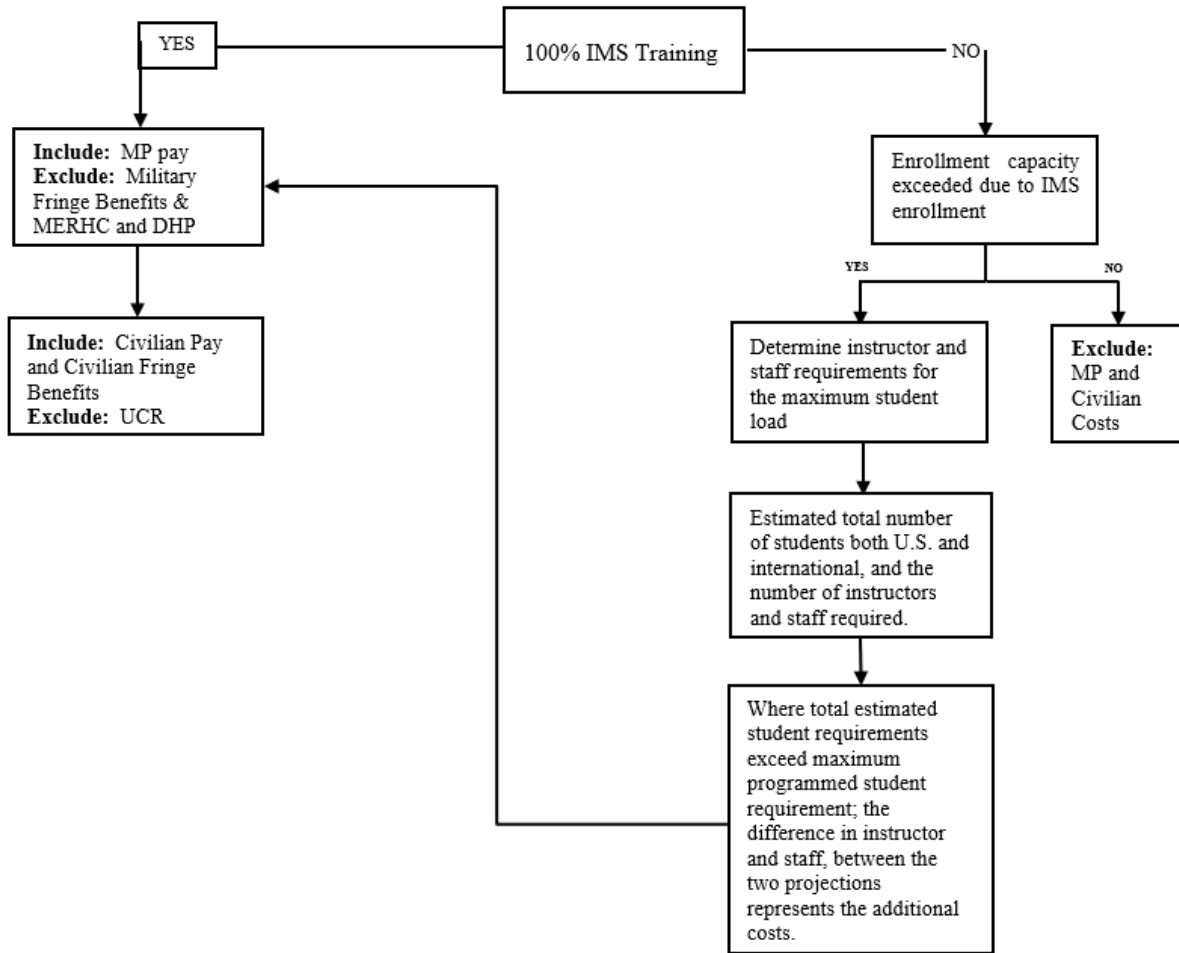 YES
100% IMS Training
NO
Include: MP pay
Exclude: Military
Fringe Benefits &
MERHC and DHP
Enrollment capacity
exceeded due to IMS
enrollment
YES
NO
Include: Civilian Pay
and Civilian Fringe
Benefits
Exclude: UCR
Determine instructor and
staff requirements for
the maximum student
load
Exclude:
MP and
Civilian
Costs
Estimated total number
of students both U.S. and
international, and the
number of instructors
and staff required.
Where total estimated
student requirements
exceed maximum
programmed student
requirement; the
difference in instructor
and staff, between the
two projections
represents the additional
costs.